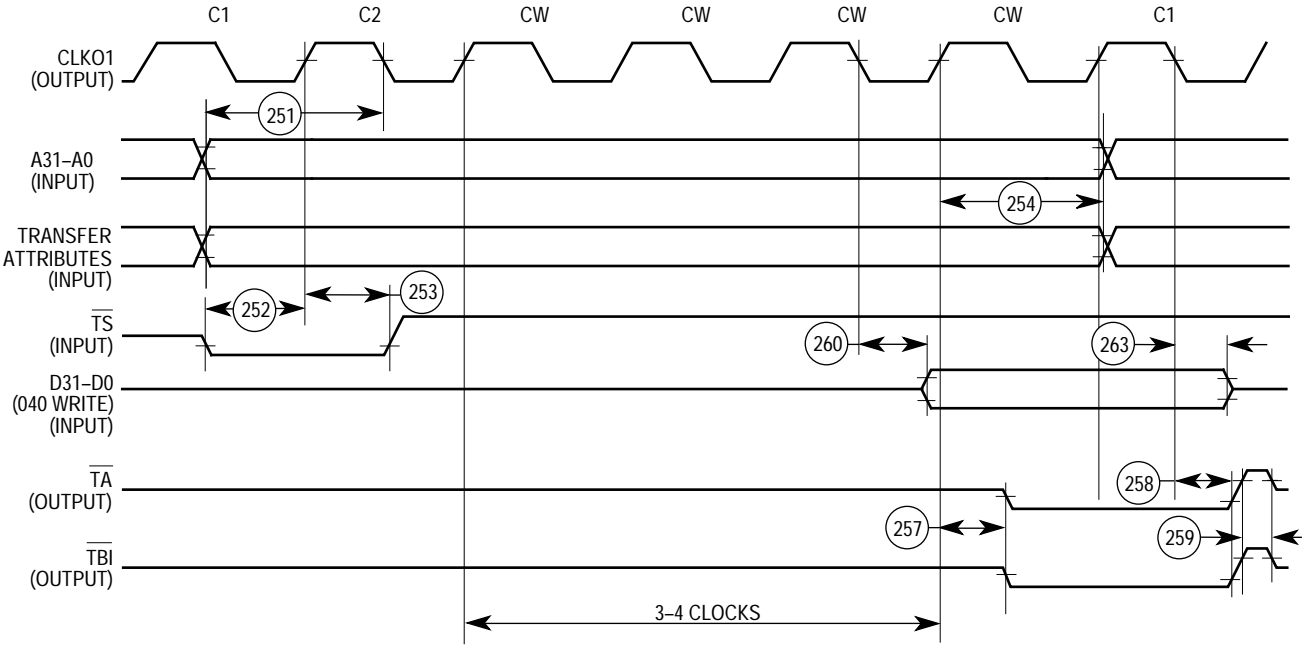 C1 C2 CW CW CW CW C1
CLKO1
(OUTPUT)
251
A31–A0
(INPUT)
254
TRANSFER
ATTRIBUTES
(INPUT)
252
253
TS
(INPUT)
260
263
D31–D0
(040 WRITE)
(INPUT)
TA
(OUTPUT)
258
257
259
TBI
(OUTPUT)
3–4 CLOCKS